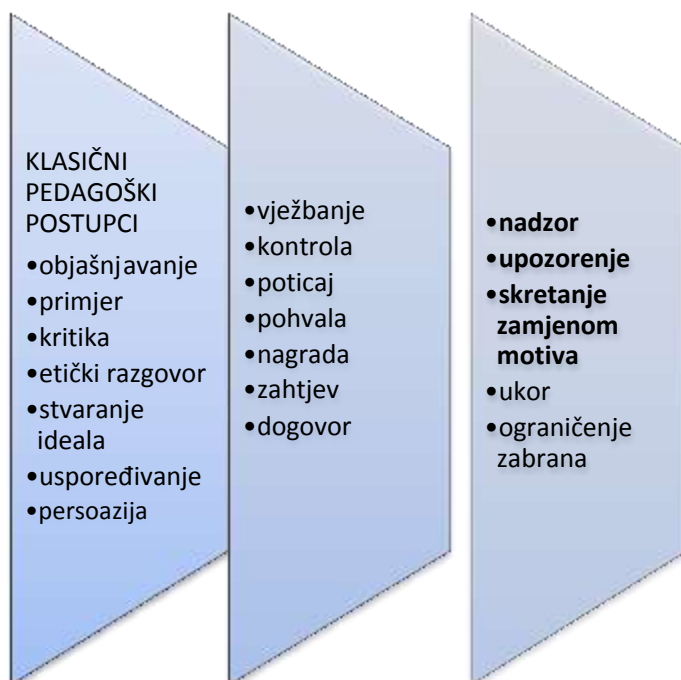 KLASIČNI
PEDAGOŠKI
POSTUPCI
•objašnjavanje
•primjer
•kritika
•etički razgovor
•stvaranje
ideala
•uspoređivanje
•persoazija
•vježbanje
•kontrola
•poticaj
•pohvala
•nagrada
•zahtjev
•dogovor
•nadzor
•upozorenje
•skretanje
zamjenom
motiva
•ukor
•ograničenje
zabrana